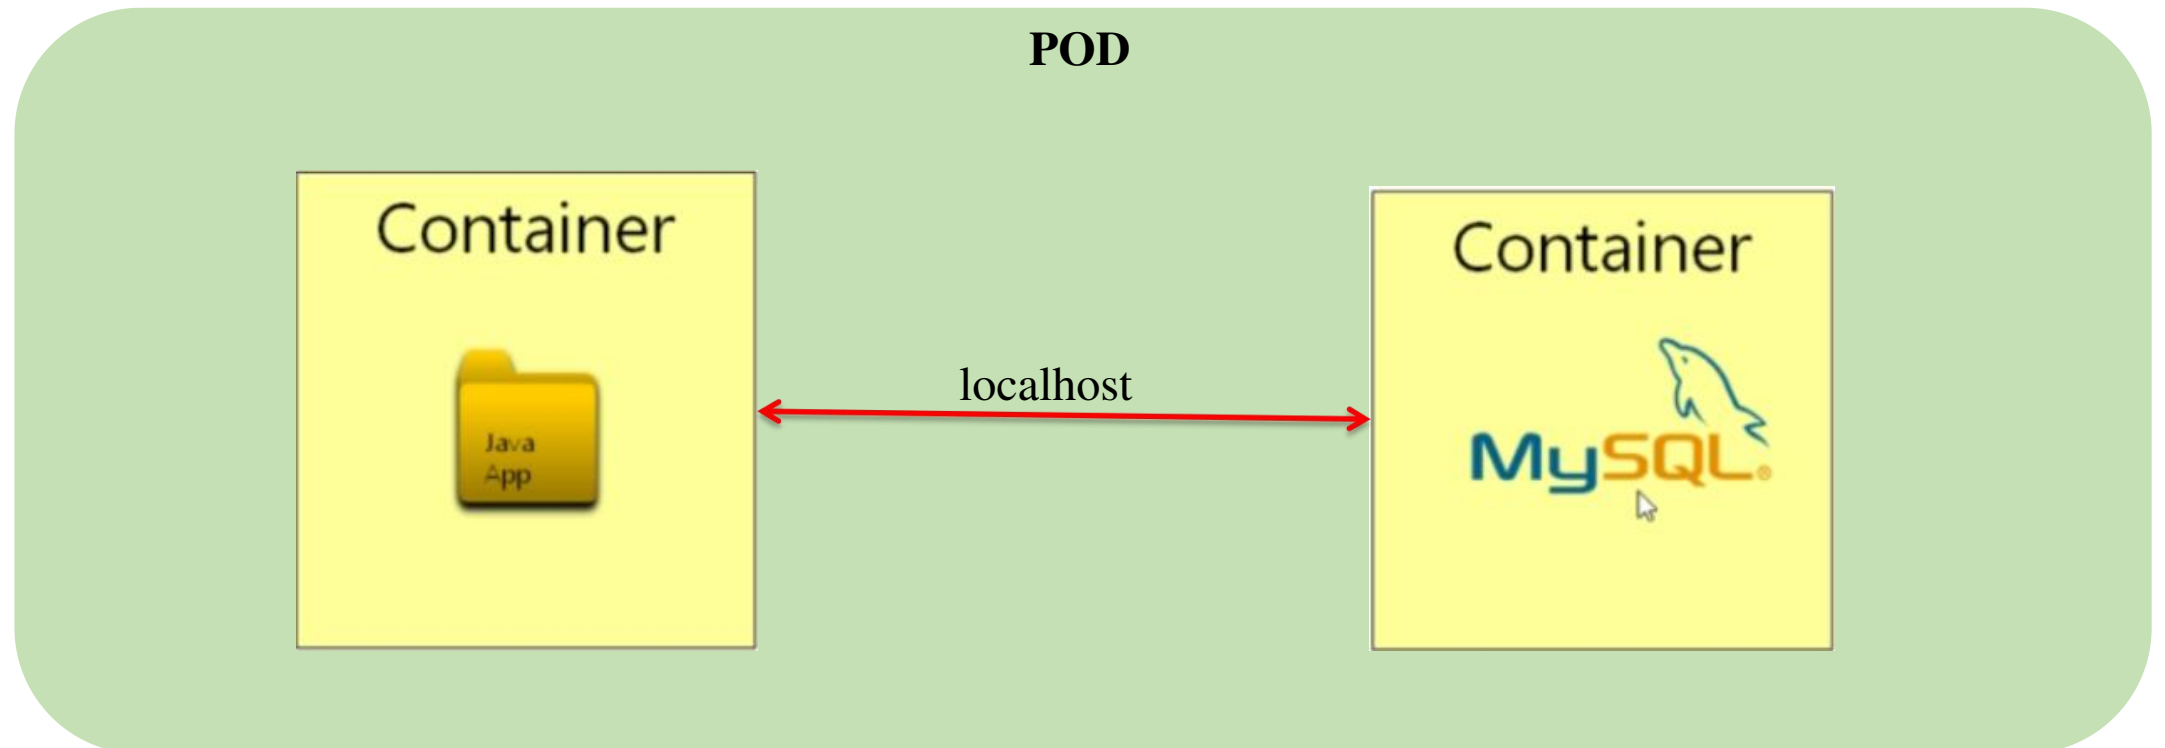 POD
Container
Java
App
localhost
Container
MySQL®